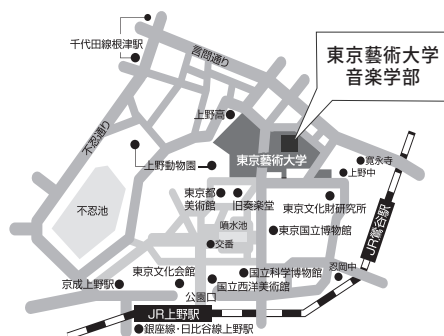 千代田線根津駅
言問通り
東京藝術大学
音楽学部
不忍通り
上野高
上野動物園
東京藝術大学
寛永寺
上野中
東京都
美術館
旧奏楽堂
東京文化財研究所
JR鶯谷駅
不忍池
噴水池
東京国立博物館
交番
忍岡中
京成上野駅
東京文化会館
国立科学博物館
公園口
国立西洋美術館
JR上野駅
銀座線・日比谷線上野駅